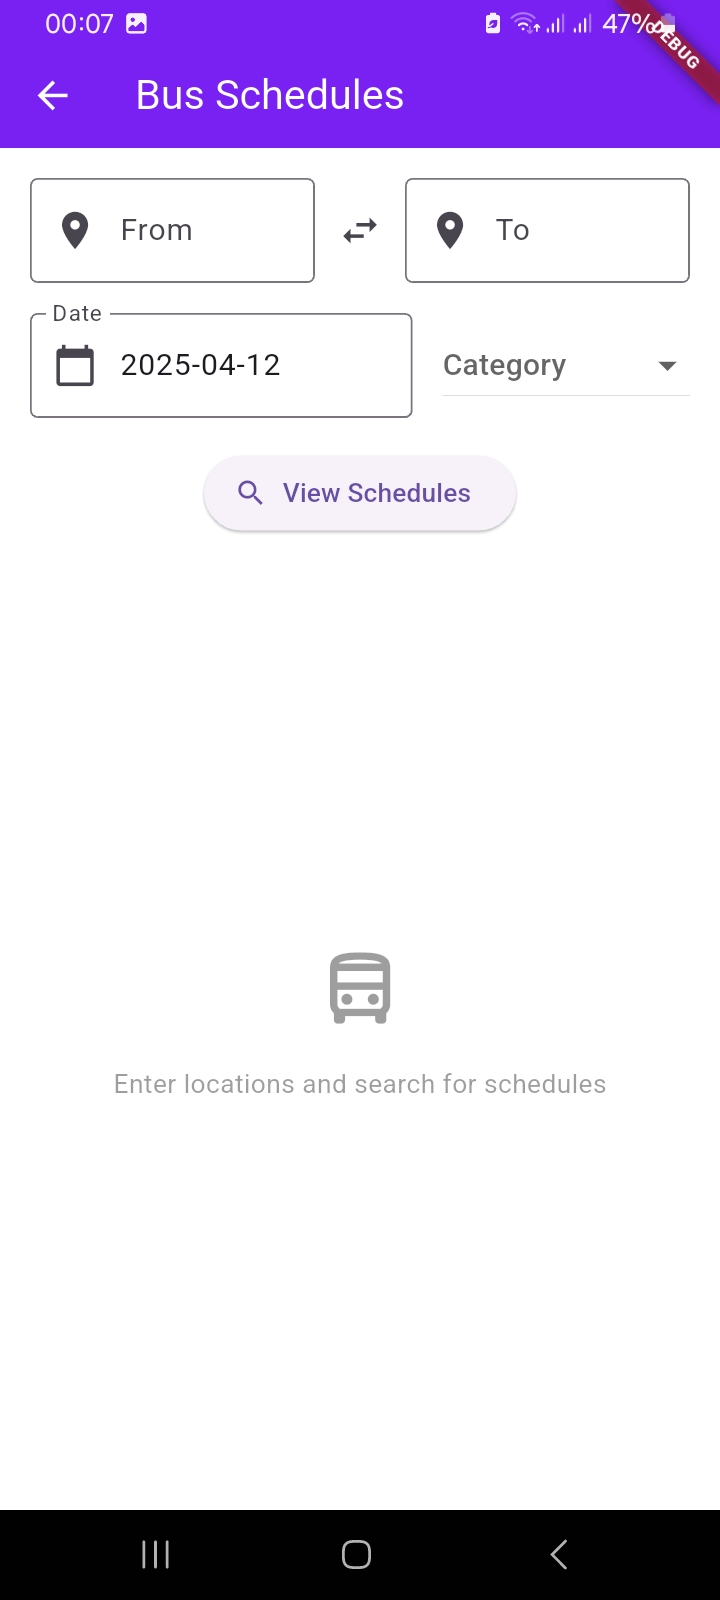 00:07 47%
DEBUG
Bus Schedules
From To
Date
2025-04-12 Category
View Schedules
Enter locations and search for schedules